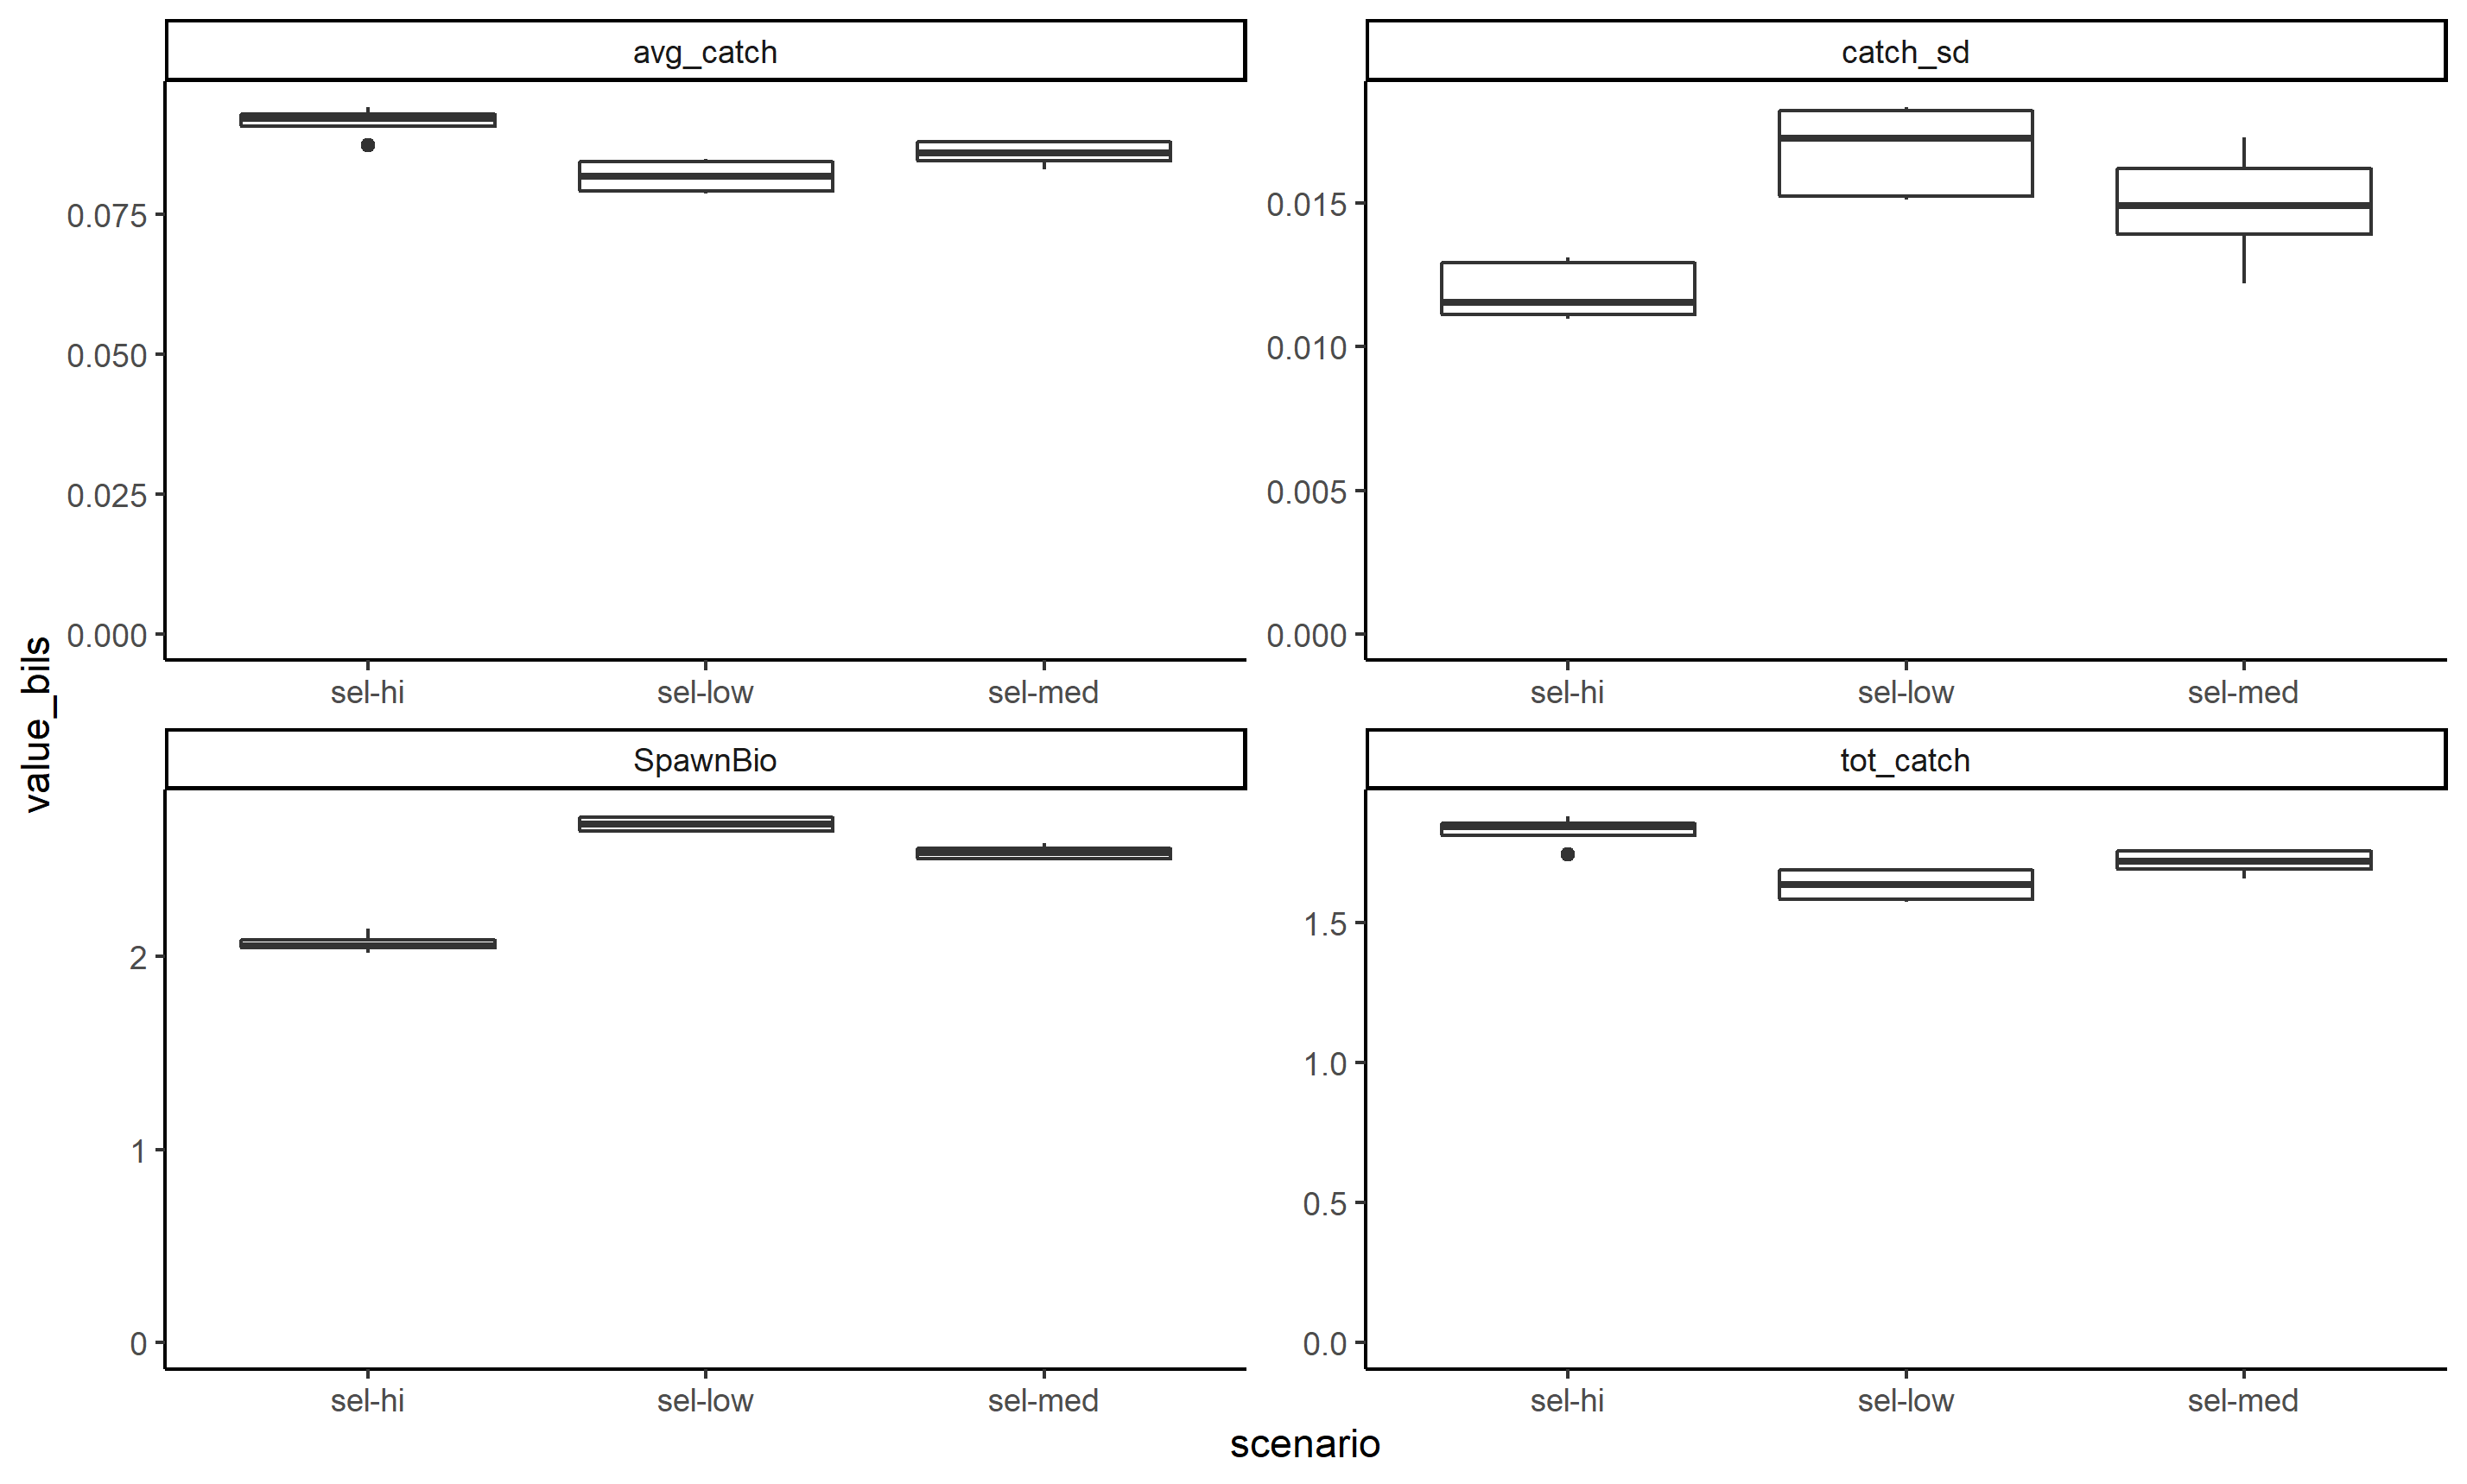 avg_catch
catch_sd
0.075
0.050
0.025
0.000
0.015
0.010
0.005
0.000
sel-hi
sel-low
sel-med
sel-hi
sel-low
sel-med
value_bils
SpawnBio
tot_catch
2
1
0
1.5
1.0
0.5
0.0
sel-hi
sel-low
sel-med
sel-hi
sel-low
sel-med
scenario